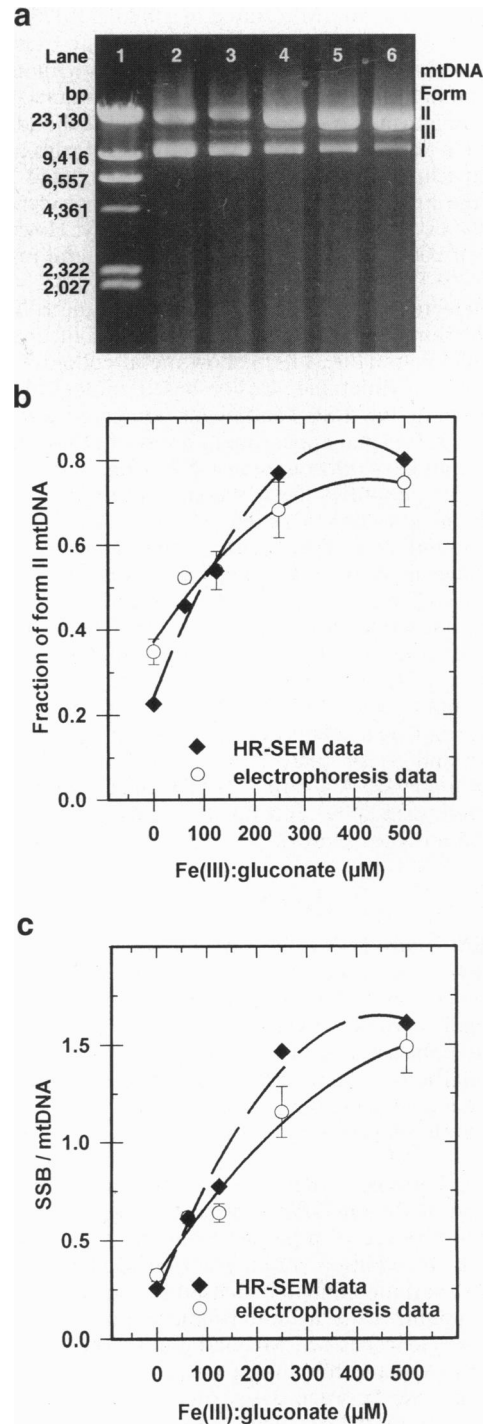 a
Lane 1 2 3 4 5 6 mtDNA
bp Form
23,130 II
III
9,416 I
6,557
4,361
2,322
2,027
b
Fraction of form II mtDNA
0.8
0.6
0.4
0.2
0.0
HR-SEM data
electrophoresis data
0 100 200 300 400 500
Fe(III):gluconate (µM)
c
SSB / mtDNA
1.5
1.0
0.5
0.0
HR-SEM data
electrophoresis data
0 100 200 300 400 500
Fe(III):gluconate (µM)